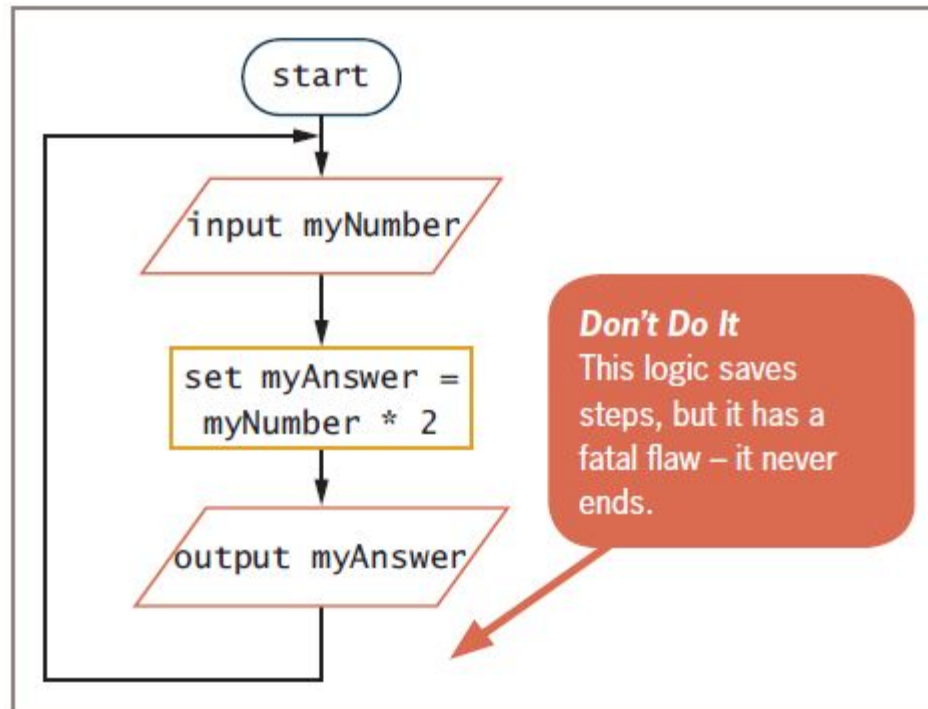 start
input myNumber
set myAnswer =
myNumber * 2
output myAnswer
Don't Do It
This logic saves
steps, but it has a
fatal flaw – it never
ends.